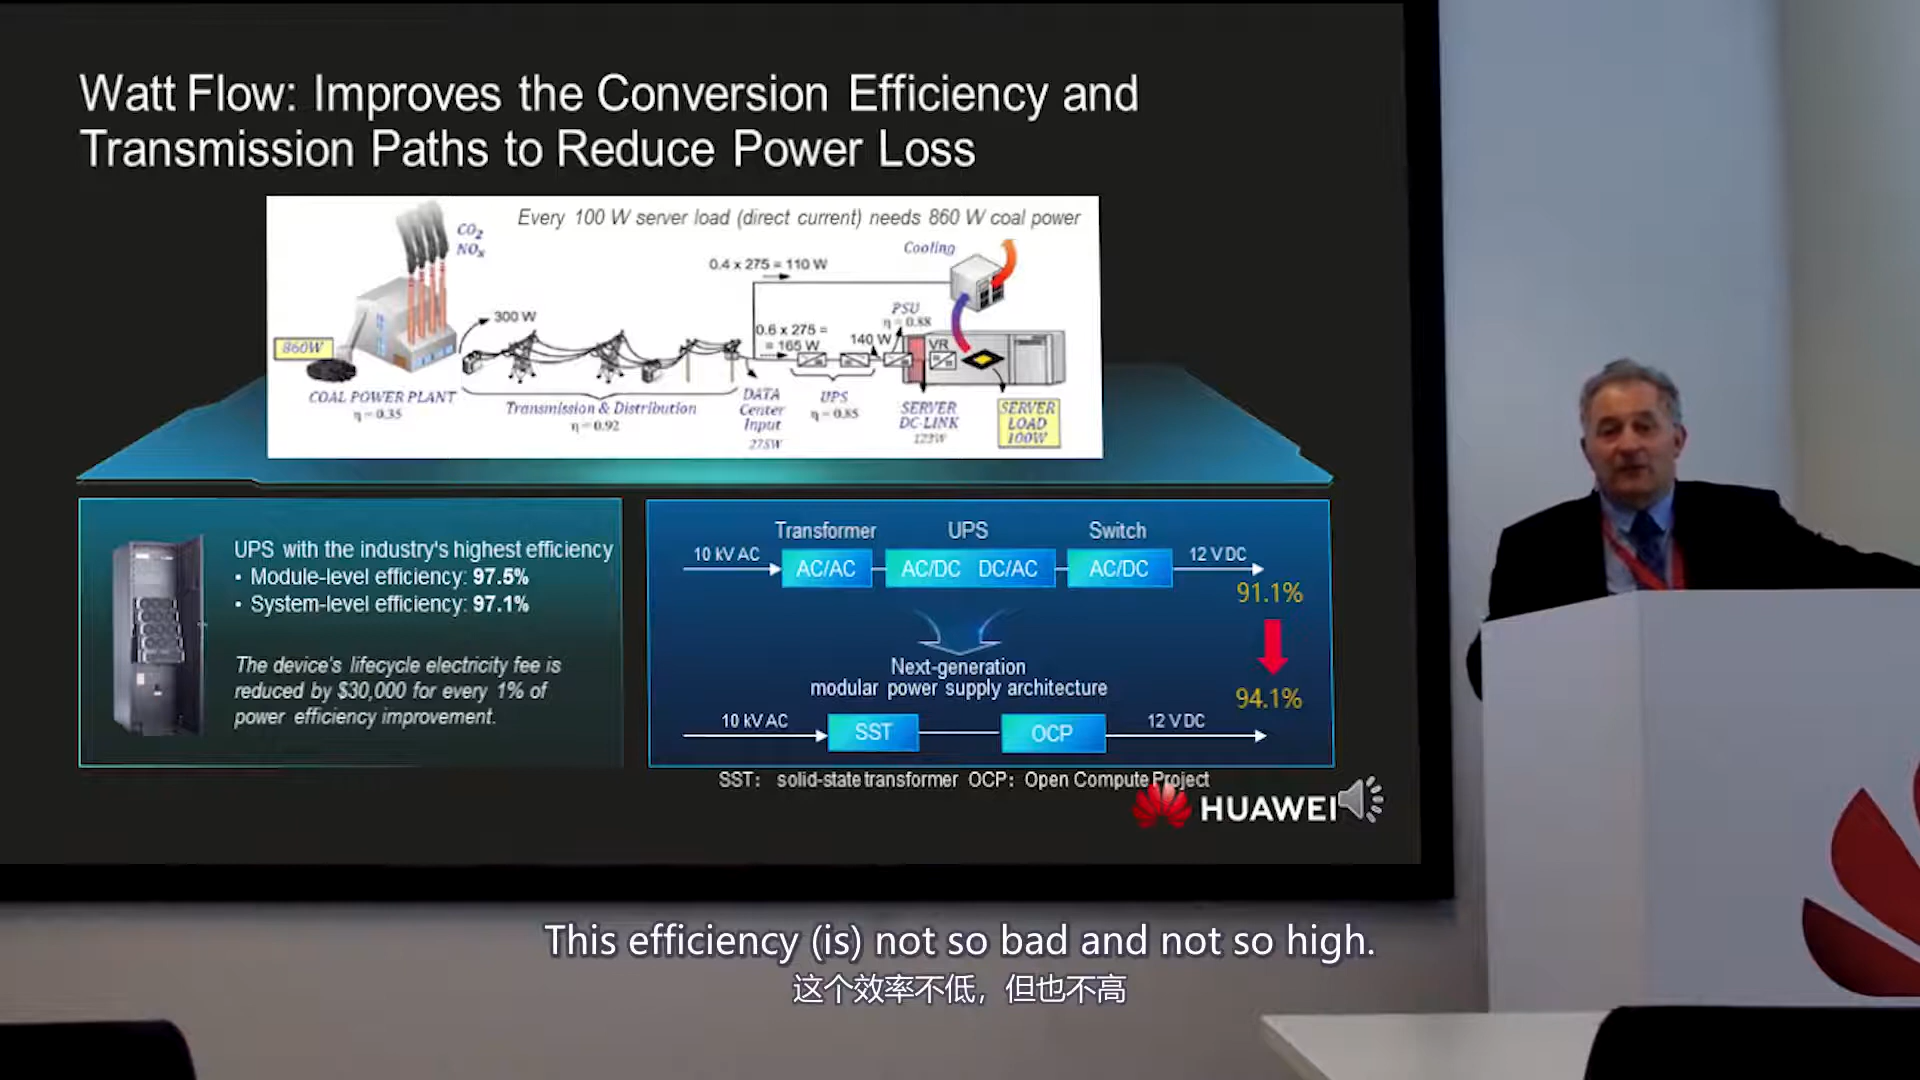 Watt Flow: Improves the Conversion Efficiency and
Transmission Paths to Reduce Power Loss
Every 100 W server load (direct current) needs 860 W coal power
CO2
NOx
Cooling
0.4 x 275 = 110 W
300 W
PSU
η = 0.88
0.6 x 275 =
= 165 W
140 W
VR
860W
COAL POWER PLANT
η = 0.35
Transmission & Distribution
η = 0.92
DATA
Center
Input
275W
UPS
η = 0.85
SERVER
DC-LINK
123W
SERVER
LOAD
100W
UPS with the industry's highest efficiency
• Module-level efficiency: 97.5%
• System-level efficiency: 97.1%
The device's lifecycle electricity fee is
reduced by $30,000 for every 1% of
power efficiency improvement.
Transformer UPS Switch
10 kV AC AC/AC AC/DC DC/AC AC/DC 12 V DC
91.1%
Next-generation
modular power supply architecture
94.1%
10 kV AC SST OCP 12 V DC
SST: solid-state transformer OCP: Open Compute Project
HUAWEI
This efficiency (is) not so bad and not so high.
这个效率不低，但也不高